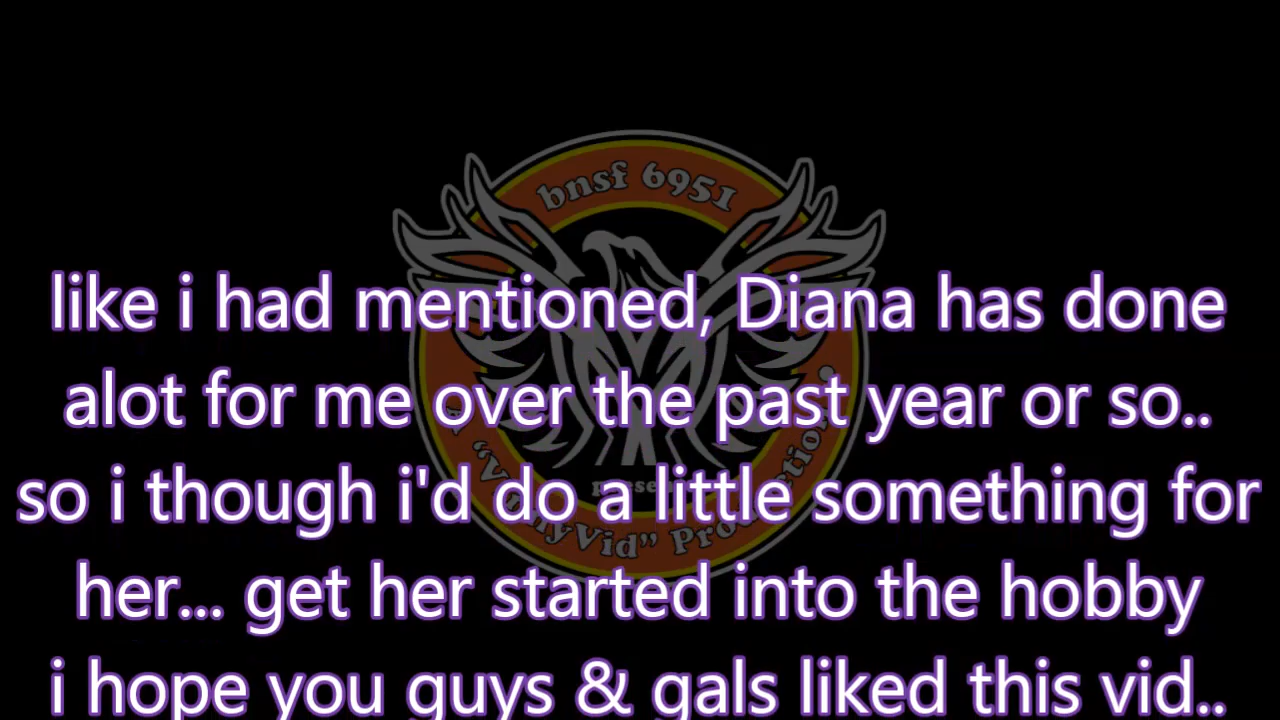 bnsf 6951
like i had mentioned, Diana has done
alot for me over the past year or so..
so i though i'd do a little something for
her... get her started into the hobby
i hope you guys & gals liked this vid..